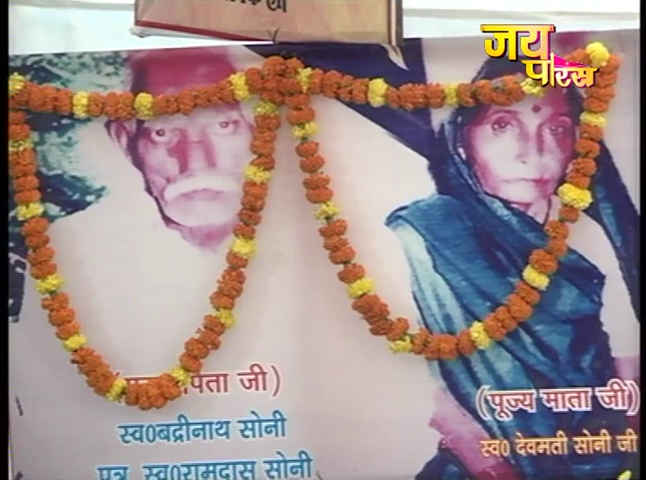 जय
पारस
पिता जी)
स्व0बद्रीनाथ सोनी
पुत्र स्व0रामदास सोनी
(पूज्य माता जी)
स्व0 देवमती सोनी जी